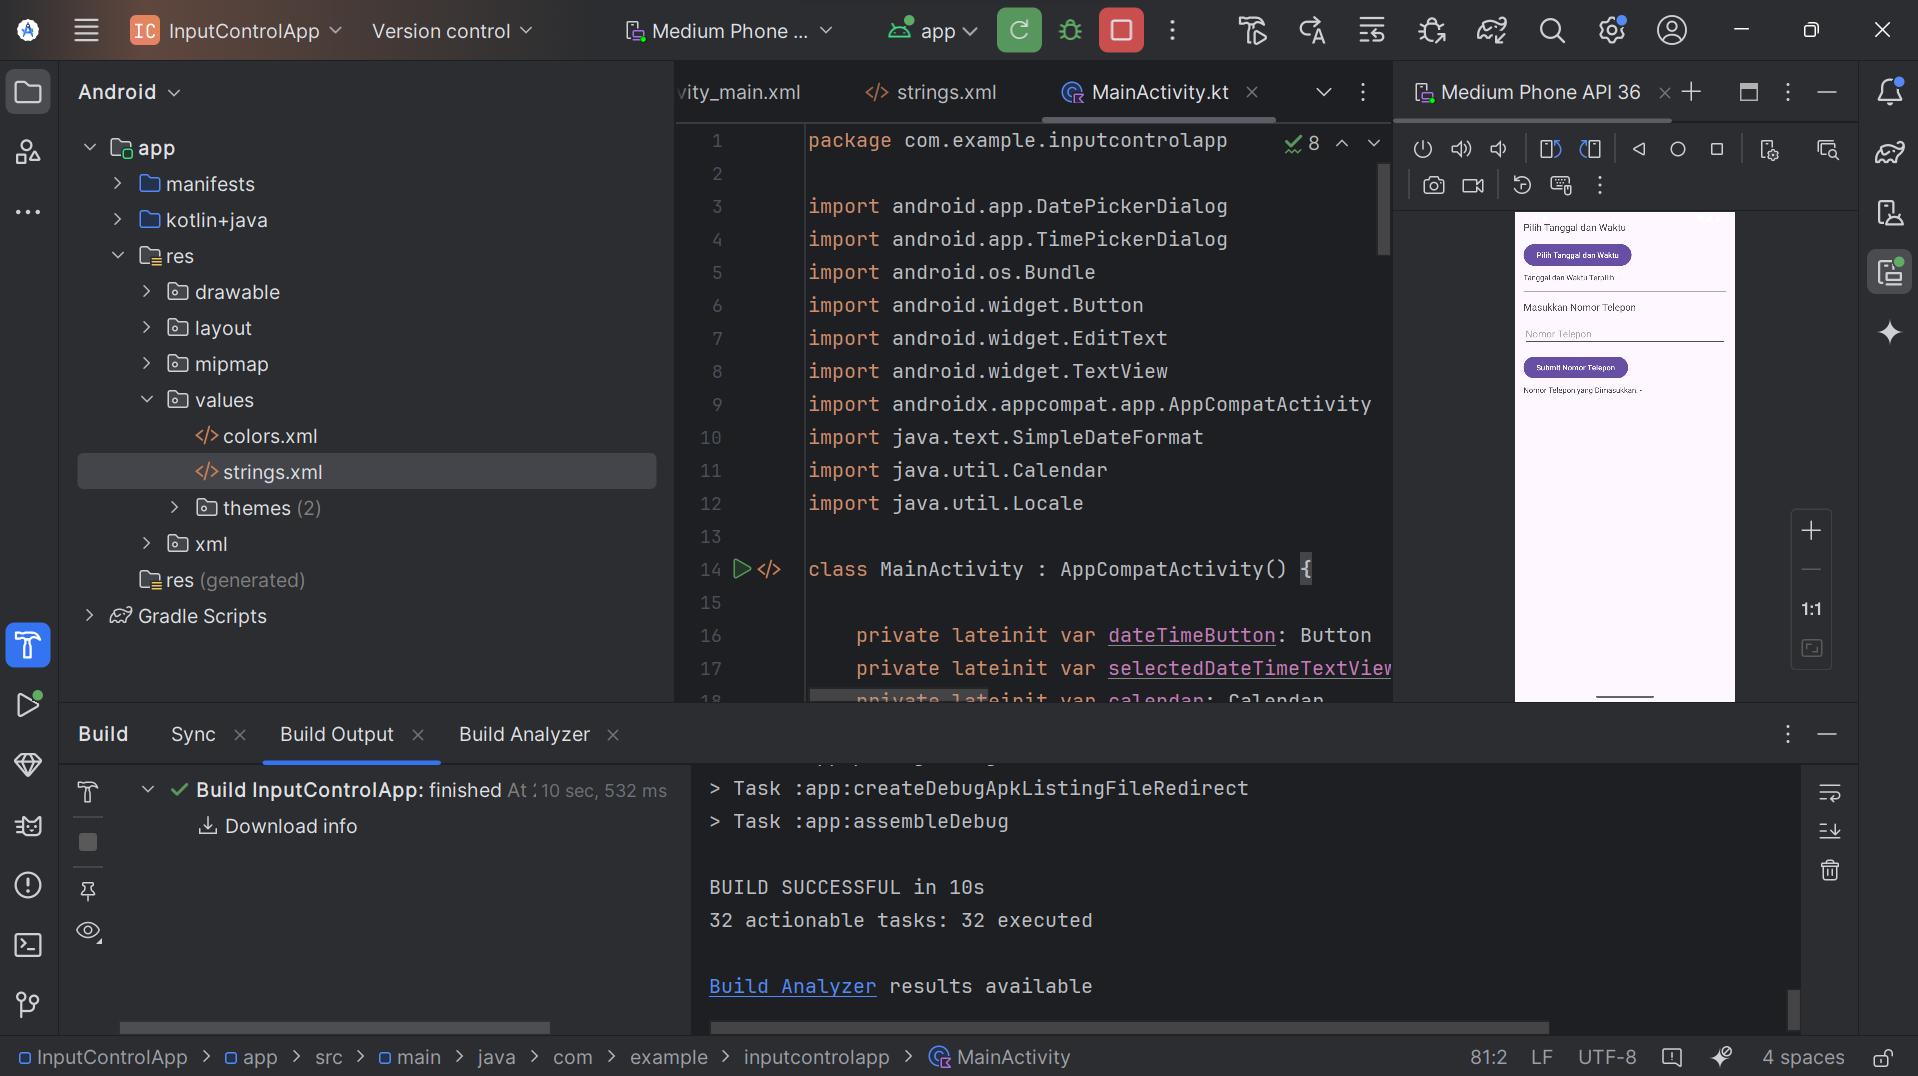 IC InputControlApp
Version control
Medium Phone ...
app
Android
app
manifests
kotlin+java
res
drawable
layout
mipmap
values
colors.xml
strings.xml
themes (2)
xml
res (generated)
Gradle Scripts
vity_main.xml
strings.xml
MainActivity.kt
8
1 package com.example.inputcontrolapp
2
3 import android.app.DatePickerDialog
4 import android.app.TimePickerDialog
5 import android.os.Bundle
6 import android.widget.Button
7 import android.widget.EditText
8 import android.widget.TextView
9 import androidx.appcompat.app.AppCompatActivity
10 import java.text.SimpleDateFormat
11 import java.util.Calendar
12 import java.util.Locale
13
14 class MainActivity : AppCompatActivity() {
15
16 private lateinit var dateTimeButton: Button
17 private lateinit var selectedDateTimeTextView
18 private lateinit var calendar: Calendar
Medium Phone API 36
Pilih Tanggal dan Waktu
Pilih Tanggal dan Waktu
Tanggal dan Waktu Terpilih
Masukkan Nomor Telepon
Nomor Telepon
Submit Nomor Telepon
Nomor Telepon yang Dimasukkan: -
1:1
Build
Sync
Build Output
Build Analyzer
Build InputControlApp: finished At 10 sec, 532 ms
Download info
> Task :app:createDebugApkListingFileRedirect
> Task :app:assembleDebug
BUILD SUCCESSFUL in 10s
32 actionable tasks: 32 executed
Build Analyzer results available
InputControlApp > app > src > main > java > com > example > inputcontrolapp > MainActivity
81:2
LF
UTF-8
4 spaces